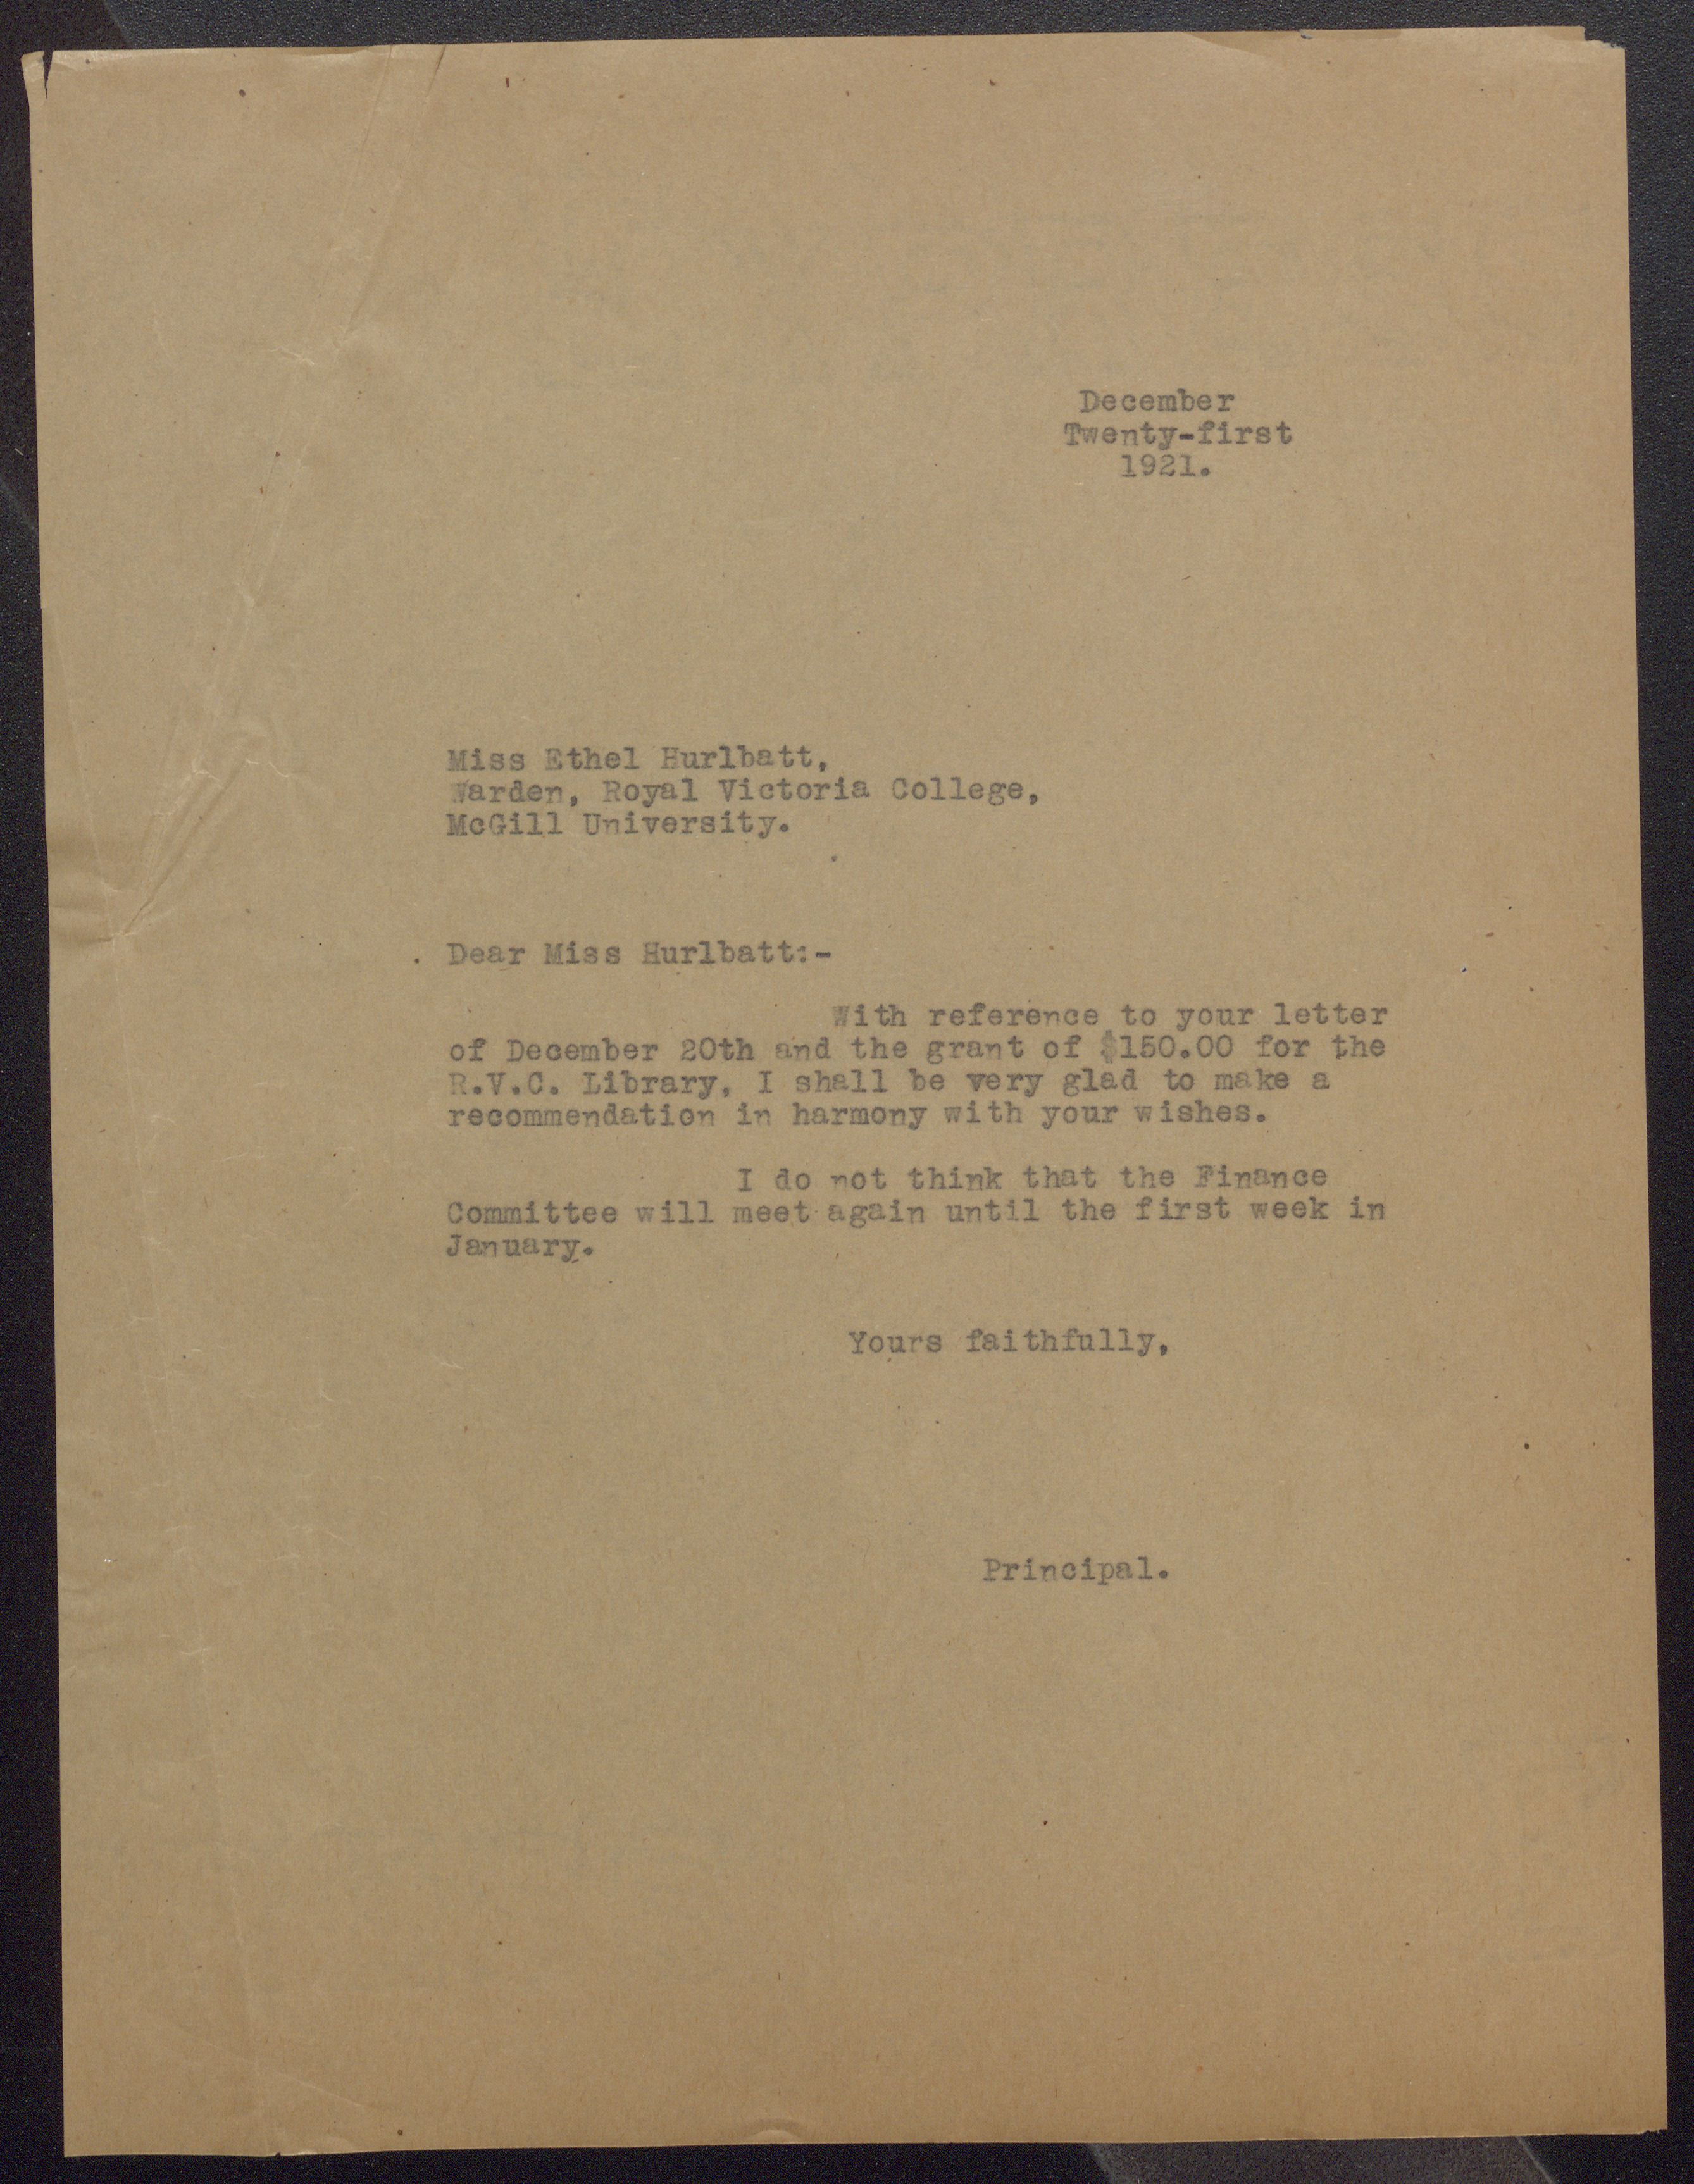 December
Twenty-first
1921.
Miss Ethel Hurlbatt,
Warden, Royal Victoria College,
McGill University.
Dear Miss Hurlbatt:-
With reference to your letter
of December 20th and the grant of $150.00 for the
R.V.C. Library, I shall be very glad to make a
recommendation in harmony with your wishes.
I do not think that the Finance
Committee will meet again until the first week in
January.
Yours faithfully,
Principal.